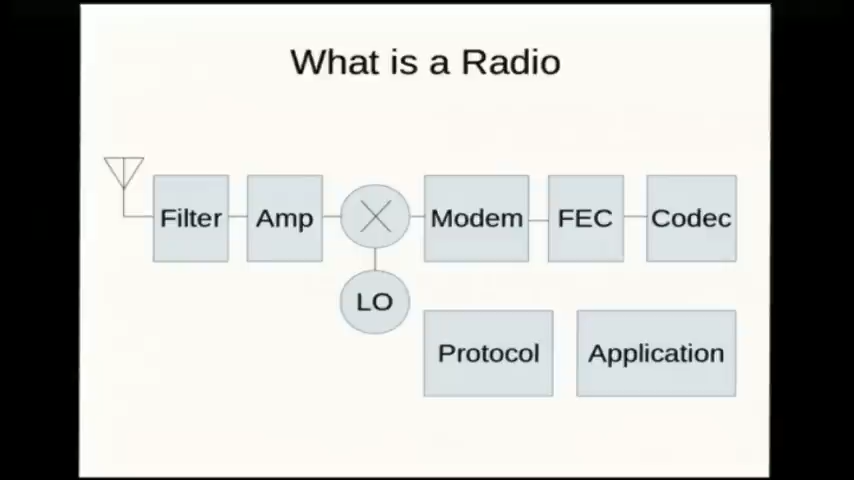 What is a Radio
Filter
Amp
Modem
FEC
Codec
LO
Protocol
Application